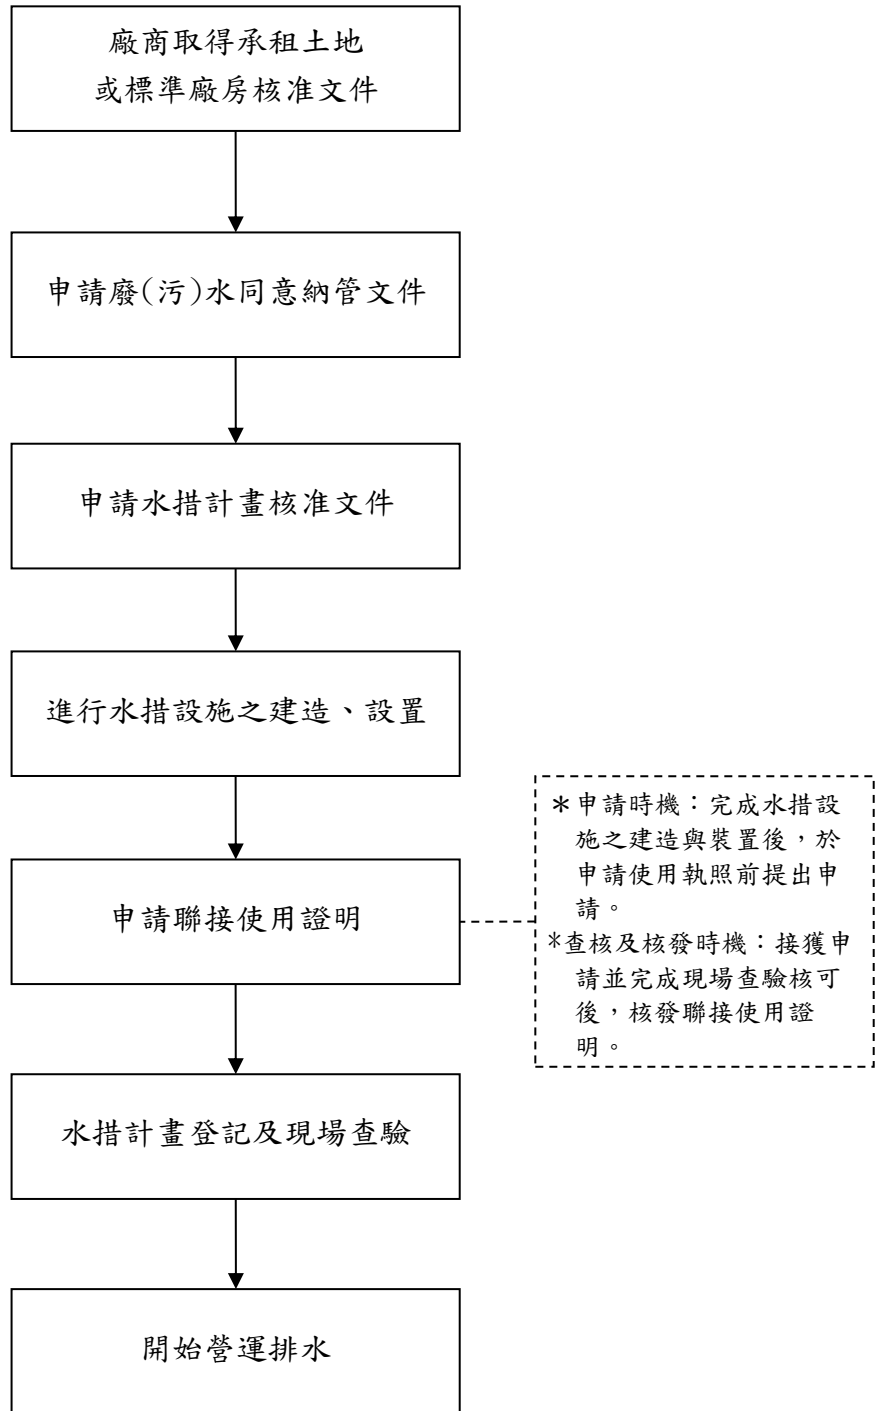 廠商取得承租土地
或標準廠房核准文件
申請廢(污)水同意納管文件
申請水措計畫核准文件
進行水措設施之建造、設置
申請聯接使用證明
＊申請時機：完成水措設
施之建造與裝置後，於
申請使用執照前提出申
請。
*查核及核發時機：接獲申
請並完成現場查驗核可
後，核發聯接使用證
明。
水措計畫登記及現場查驗
開始營運排水